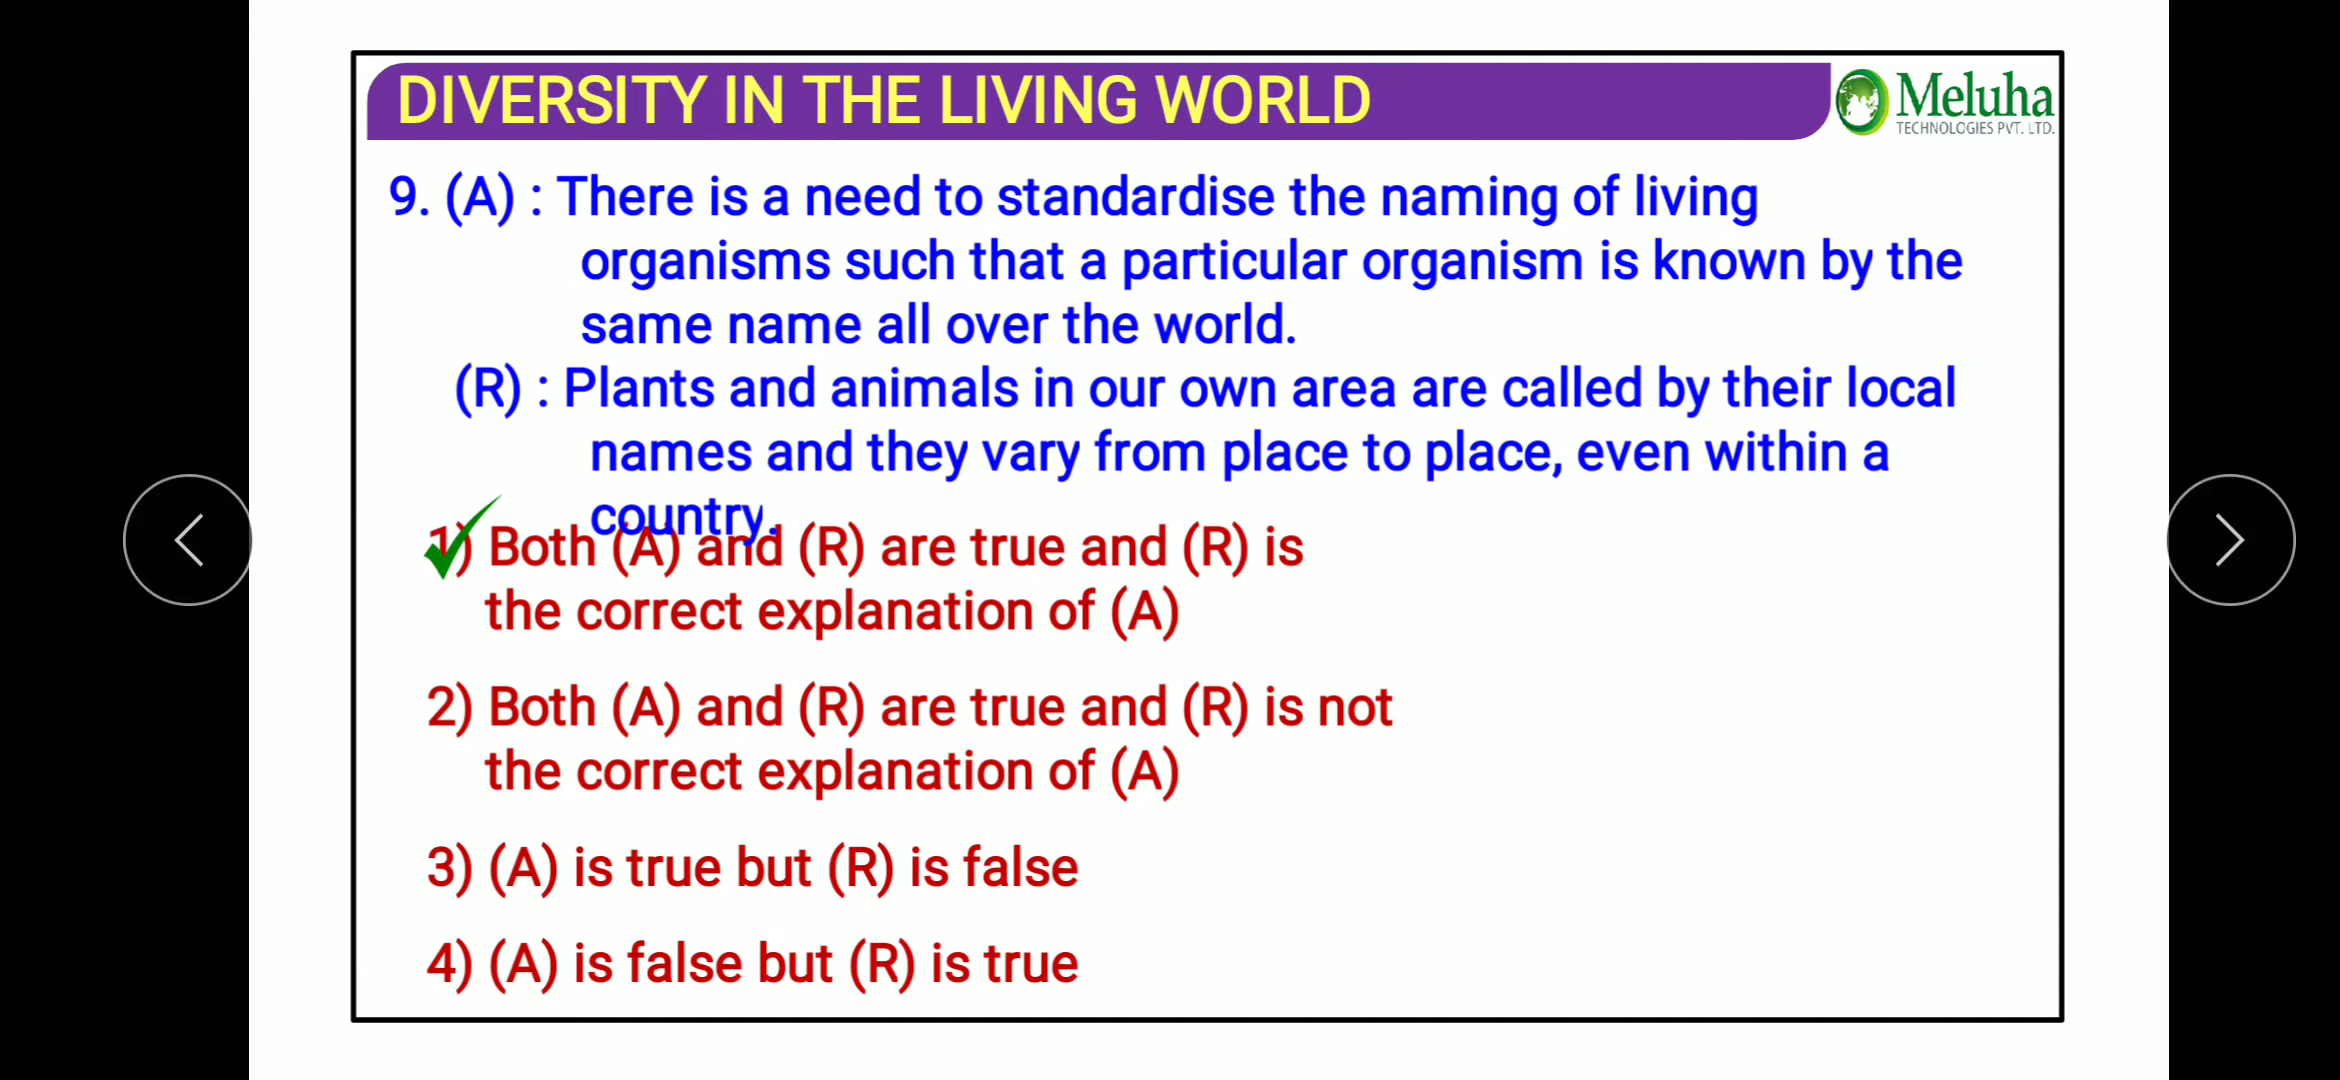 DIVERSITY IN THE LIVING WORLD
Meluha
TECHNOLOGIES PVT. LTD.
9. (A) : There is a need to standardise the naming of living
organisms such that a particular organism is known by the
same name all over the world.
(R) : Plants and animals in our own area are called by their local
names and they vary from place to place, even within a
country.
1) Both (A) and (R) are true and (R) is
the correct explanation of (A)
2) Both (A) and (R) are true and (R) is not
the correct explanation of (A)
3) (A) is true but (R) is false
4) (A) is false but (R) is true